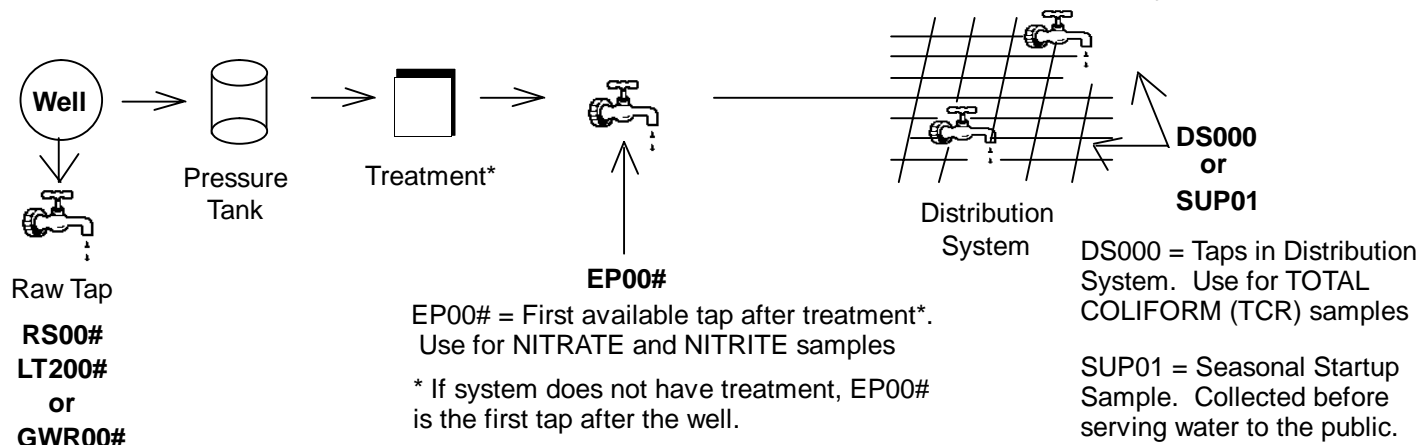 Well
Raw Tap
RS00#
LT200#
or
GWR00#
Pressure
Tank
Treatment*
EP00#
EP00# = First available tap after treatment*.
Use for NITRATE and NITRITE samples
* If system does not have treatment, EP00#
is the first tap after the well.
Distribution
System
DS000
or
SUP01
DS000 = Taps in Distribution
System. Use for TOTAL
COLIFORM (TCR) samples
SUP01 = Seasonal Startup
Sample. Collected before
serving water to the public.